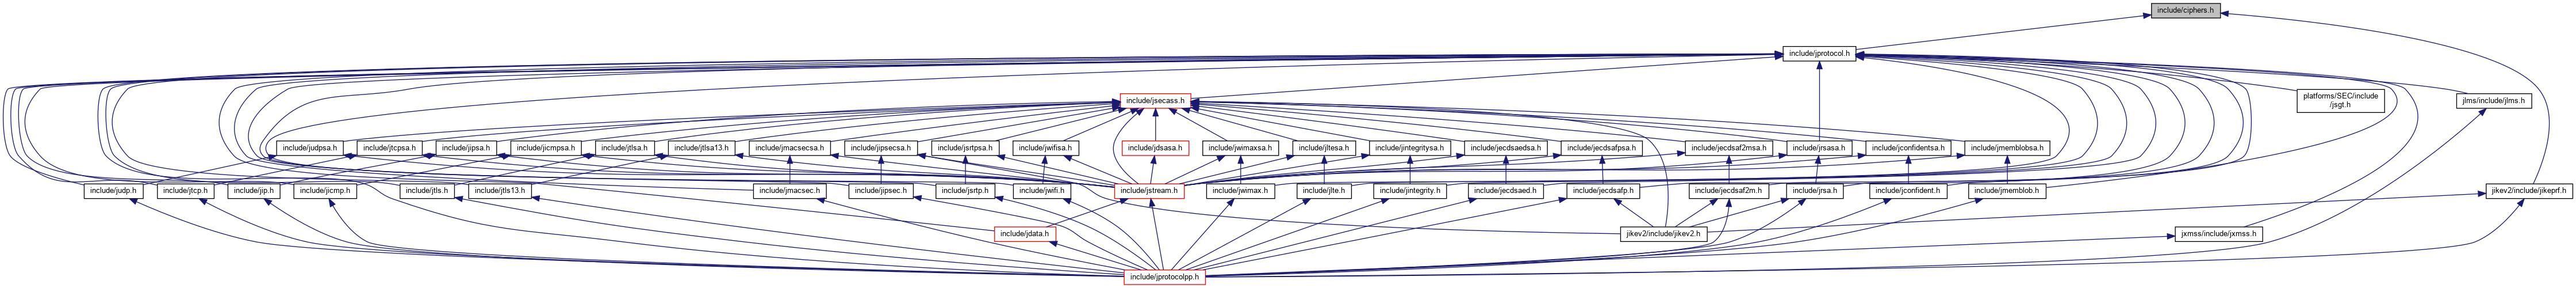 include/ciphers.h
include/jprotocol.h
include/jsecass.h
platforms/SEC/include
/jsgt.h
jlms/include/jlms.h
include/judpsa.h
include/jtcpsa.h
include/jipsa.h
include/jicmpsa.h
include/jtlsa.h
include/jtlsa13.h
include/jmacsecsa.h
include/jipsecsa.h
include/jsrtpsa.h
include/jwifisa.h
include/jdsasa.h
include/jwimaxsa.h
include/jltesa.h
include/jintegritysa.h
include/jecdsaedsa.h
include/jecdsafpsa.h
include/jecdsaf2msa.h
include/jrsasa.h
include/jconfidentsa.h
include/jmemblobsa.h
include/judp.h
include/jtcp.h
include/jip.h
include/jicmp.h
include/jtls.h
include/jtls13.h
include/jmacsec.h
include/jipsec.h
include/jsrtp.h
include/jwifi.h
include/jstream.h
include/jwimax.h
include/jlte.h
include/jintegrity.h
include/jecdsaed.h
include/jecdsafp.h
include/jecdsaf2m.h
include/jrsa.h
include/jconfident.h
include/jmemblob.h
jikev2/include/jikeprf.h
include/jdata.h
jikev2/include/jikev2.h
jxmss/include/jxmss.h
include/jprotocolpp.h